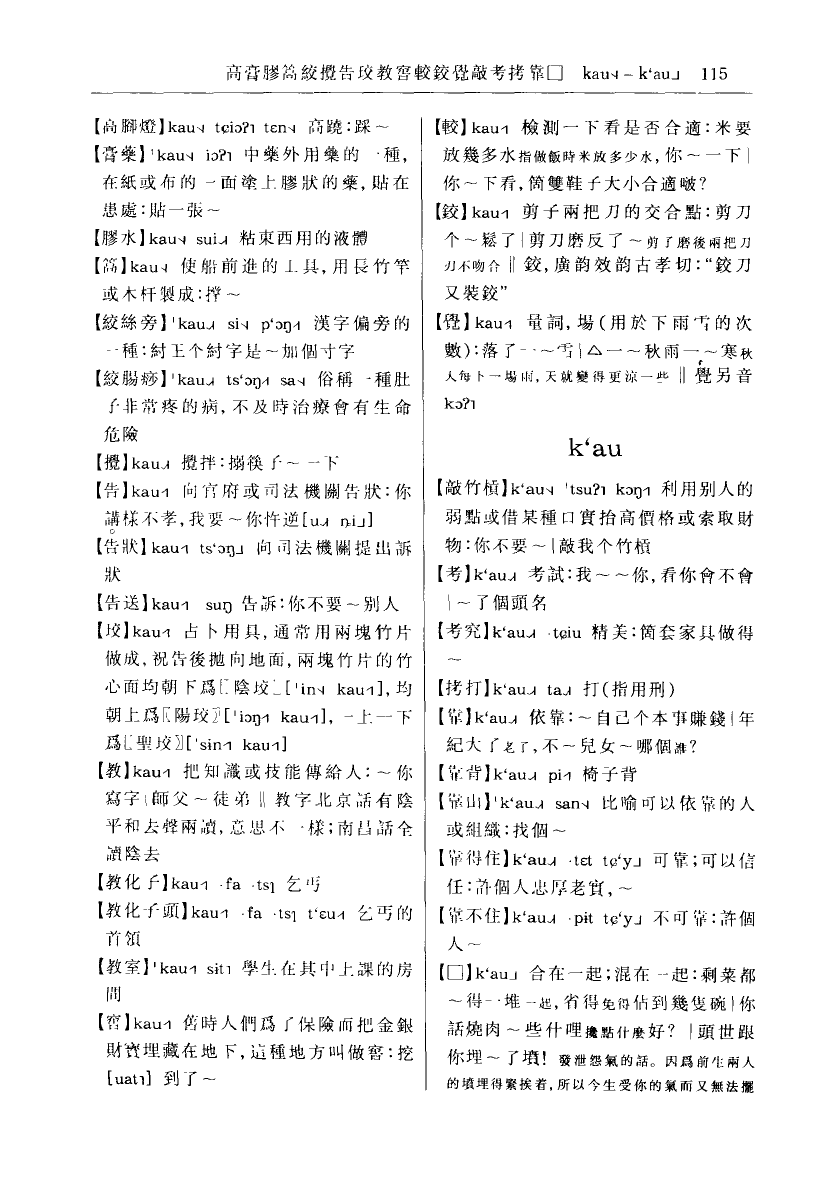 高膏膠篙絞攪告珓教窖較鉸覺敲考拷靠□ kau˧˨ – k‘au˩ 115
【高腳燈】kau˧˨ tɕiɔʔ˥ tɛn˧˨ 高蹺：踩～
【膏藥】'kau˧˨ iɔʔ˥ 中藥外用藥的一種，
在紙或布的一面塗上膠狀的藥，貼在
患處：貼一張～
【膠水】kau˧˨ sui˨˩˧ 粘東西用的液體
【篙】kau˧˨ 使船前進的工具，用長竹竿
或木杆製成：撐～
【絞絲旁】'kau˨˩˧ si˧˨ p‘ɔŋ˨˦ 漢字偏旁的
一種：紂王个紂字是～加個寸字
【絞腸痧】'kau˨˩˧ ts‘ɔŋ˨˦ sa˧˨ 俗稱一種肚
子非常疼的病，不及時治療會有生命
危險
【攪】kau˨˩˧ 攪拌：搦筷子～一下
【告】kau˧˥ 向官府或司法機關告狀：你
講樣不孝，我要～你忤逆[u˨˩˧ ȵi˩]
【告狀】kau˧˥ ts‘ɔŋ˩ 向司法機關提出訴
狀
【告送】kau˧˥ suŋ 告訴：你不要～别人
【珓】kau˧˥ 占卜用具，通常用兩塊竹片
做成，祝告後抛向地面，兩塊竹片的竹
心面均朝下爲〖陰珓〗['in˧˨ kau˧˥]，均
朝上爲〖陽珓〗['iɔŋ˧˥ kau˧˥]，一上一下
爲〖聖珓〗['sin˧˥ kau˧˥]
【教】kau˧˥ 把知識或技能傳給人：～你
寫字｜師父～徒弟‖教字北京話有陰
平和去聲兩讀，意思不一樣；南昌話全
讀陰去
【教化子】kau˧˥ ·fa ·tsɿ 乞丐
【教化子頭】kau˧˥ ·fa ·tsɿ t‘ɛu˨˦ 乞丐的
首領
【教室】'kau˧˥ sit˥ 學生在其中上課的房
間
【窖】kau˧˥ 舊時人們爲了保險而把金銀
財寶埋藏在地下，這種地方叫做窖：挖
[uat˥] 到了～
【較】kau˧˥ 檢測一下看是否合適：米要
放幾多水指做飯時米放多少水，你～一下｜
你～下看，箇雙鞋子大小合適啵？
【鉸】kau˧˥ 剪子兩把刀的交合點：剪刀
个～鬆了｜剪刀磨反了～剪了磨後兩把刀
刃不吻合‖鉸，廣韵效韵古孝切：“鉸刀
又裝鉸”
【覺】kau˧˥ 量詞，場(用於下雨雪的次
數)：落了一～雪｜△一～秋雨一～寒秋
人每下一場雨，天就變得更涼一些‖覺另音
kɔʔ˥
k‘au
【敲竹槓】k‘au˧˨ 'tsuʔ˥ kɔŋ˧˥ 利用别人的
弱點或借某種口實抬高價格或索取財
物：你不要～｜敲我个竹槓
【考】k‘au˨˩˧ 考試：我～～你，看你會不會
｜～了個頭名
【考究】k‘au˨˩˧ ·tɕiu 精美：箇套家具做得
～
【拷打】k‘au˨˩˧ ta˨˩˧ 打(指用刑)
【靠】k‘au˨˩˧ 依靠：～自己个本事賺錢｜年
紀大了老了，不～兒女～哪個誰？
【靠背】k‘au˨˩˧ pi˧˥ 椅子背
【靠山】'k‘au˨˩˧ san˧˨ 比喻可以依靠的人
或組織：找個～
【靠得住】k‘au˨˩˧ ·tɛt tɕ‘y˩ 可靠；可以信
任：許個人忠厚老實，～
【靠不住】k‘au˨˩˧ ·pɨt tɕ‘y˩ 不可靠：許個
人～
【□】k‘au˩ 合在一起；混在一起：剩菜都
～得一堆一起，省得免得佔到幾隻碗｜你
話燒肉～些什哩攙點什麼好？｜頭世跟
你埋～了墳！發泄怨氣的話。因爲前生兩人
的墳埋得緊挨着，所以今生受你的氣而又無法擺